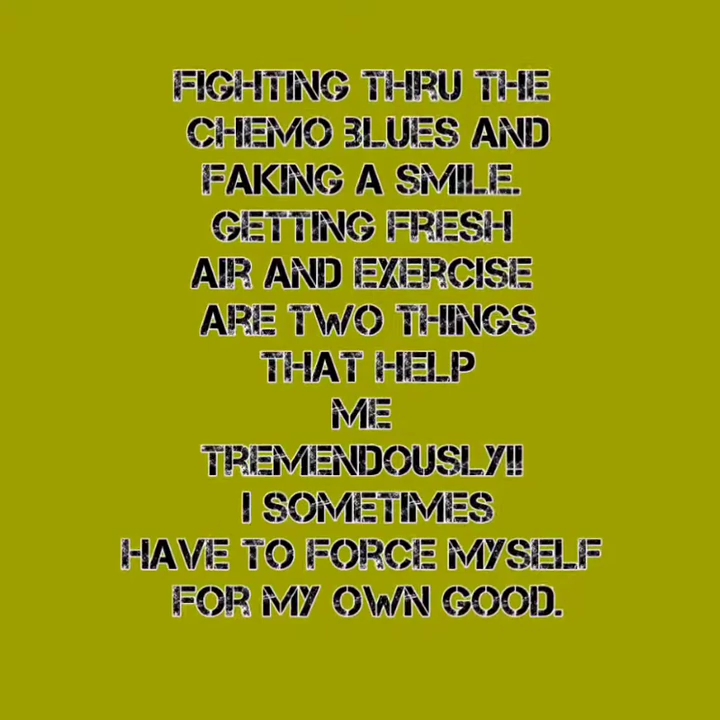 FIGHTING THRU THE
CHEMO BLUES AND
FAKING A SMILE.
GETTING FRESH
AIR AND EXERCISE
ARE TWO THINGS
THAT HELP
ME
TREMENDOUSLY!!
I SOMETIMES
HAVE TO FORCE MYSELF
FOR MY OWN GOOD.